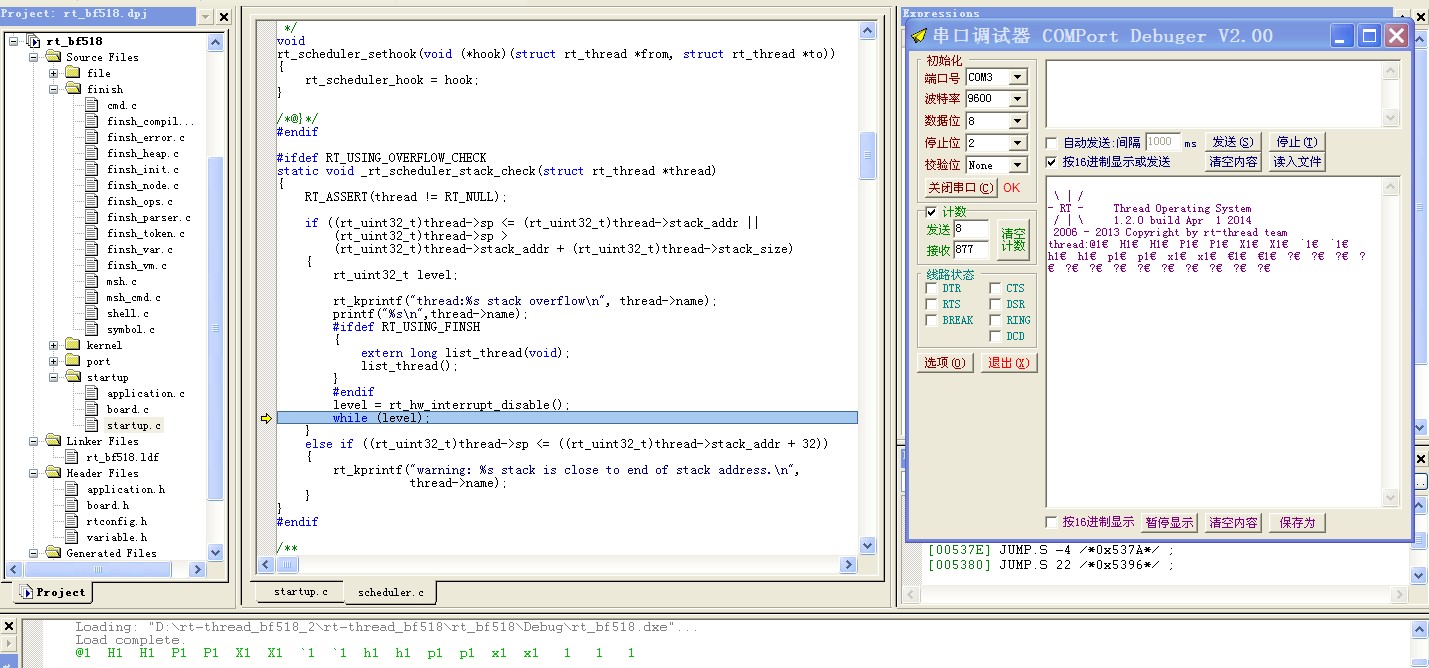 Project: rt_bf518.dpj
rt_bf518
Source Files
file
finish
cmd.c
finsh_compil...
finsh_error.c
finsh_heap.c
finsh_init.c
finsh_node.c
finsh_ops.c
finsh_parser.c
finsh_token.c
finsh_var.c
finsh_vm.c
msh.c
msh_cmd.c
shell.c
symbol.c
kernel
port
startup
application.c
board.c
startup.c
Linker Files
rt_bf518.ldf
Header Files
application.h
board.h
rtconfig.h
variable.h
Generated Files
Project
*/
void
rt_scheduler_sethook(void (*hook)(struct rt_thread *from, struct rt_thread *to))
{
rt_scheduler_hook = hook;
}
/*@}*/
#endif
#ifdef RT_USING_OVERFLOW_CHECK
static void _rt_scheduler_stack_check(struct rt_thread *thread)
{
RT_ASSERT(thread != RT_NULL);
if ((rt_uint32_t)thread->sp <= (rt_uint32_t)thread->stack_addr ||
(rt_uint32_t)thread->sp >
(rt_uint32_t)thread->stack_addr + (rt_uint32_t)thread->stack_size)
{
rt_uint32_t level;
rt_kprintf("thread:%s stack overflow\n", thread->name);
printf("%s\n",thread->name);
#ifdef RT_USING_FINSH
{
extern long list_thread(void);
list_thread();
}
#endif
level = rt_hw_interrupt_disable();
while (level);
}
else if ((rt_uint32_t)thread->sp <= ((rt_uint32_t)thread->stack_addr + 32))
{
rt_kprintf("warning: %s stack is close to end of stack address.\n",
thread->name);
}
}
#endif
/**
startup.c
scheduler.c
Expressions
串口调试器 COMPort Debuger V2.00
初始化
端口号 COM3
波特率 9600
数据位 8
停止位 2
校验位 None
关闭串口(C) OK
计数
发送 8
接收 877
清空计数
线路状态
DTR CTS
RTS DSR
BREAK RING
DCD
选项(O) 退出(X)
自动发送:间隔 1000 ms 发送(S) 停止(T)
按16进制显示或发送 清空内容 读入文件
\ | /
- RT - Thread Operating System
/ | \ 1.2.0 build Apr 1 2014
2006 - 2013 Copyright by rt-thread team
thread:@1€ H1€ H1€ P1€ P1€ X1€ X1€ `1€ `1€
h1€ h1€ p1€ p1€ x1€ x1€ €1€ €1€ ?€ ?€ ?€ ?
€ ?€ ?€ ?€ ?€ ?€ ?€ ?€ ?€ ?€
按16进制显示 暂停显示 清空内容 保存为
[00537E] JUMP.S -4 /*0x537A*/ ;
[005380] JUMP.S 22 /*0x5396*/ ;
Loading: "D:\rt-thread_bf518_2\rt-thread_bf518\rt_bf518\Debug\rt_bf518.dxe"...
Load complete.
@1 H1 H1 P1 P1 X1 X1 `1 `1 h1 h1 p1 p1 x1 x1 1 1 1